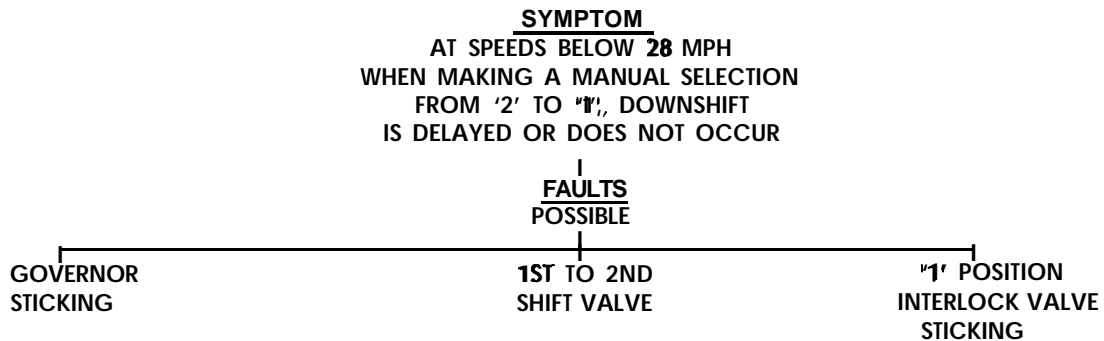 SYMPTOM
AT SPEEDS BELOW 28 MPH
WHEN MAKING A MANUAL SELECTION
FROM ‘2’ TO "1", DOWNSHIFT
IS DELAYED OR DOES NOT OCCUR
FAULTS
POSSIBLE
GOVERNOR
STICKING
1ST TO 2ND
SHIFT VALVE
"1' POSITION
INTERLOCK VALVE
STICKING